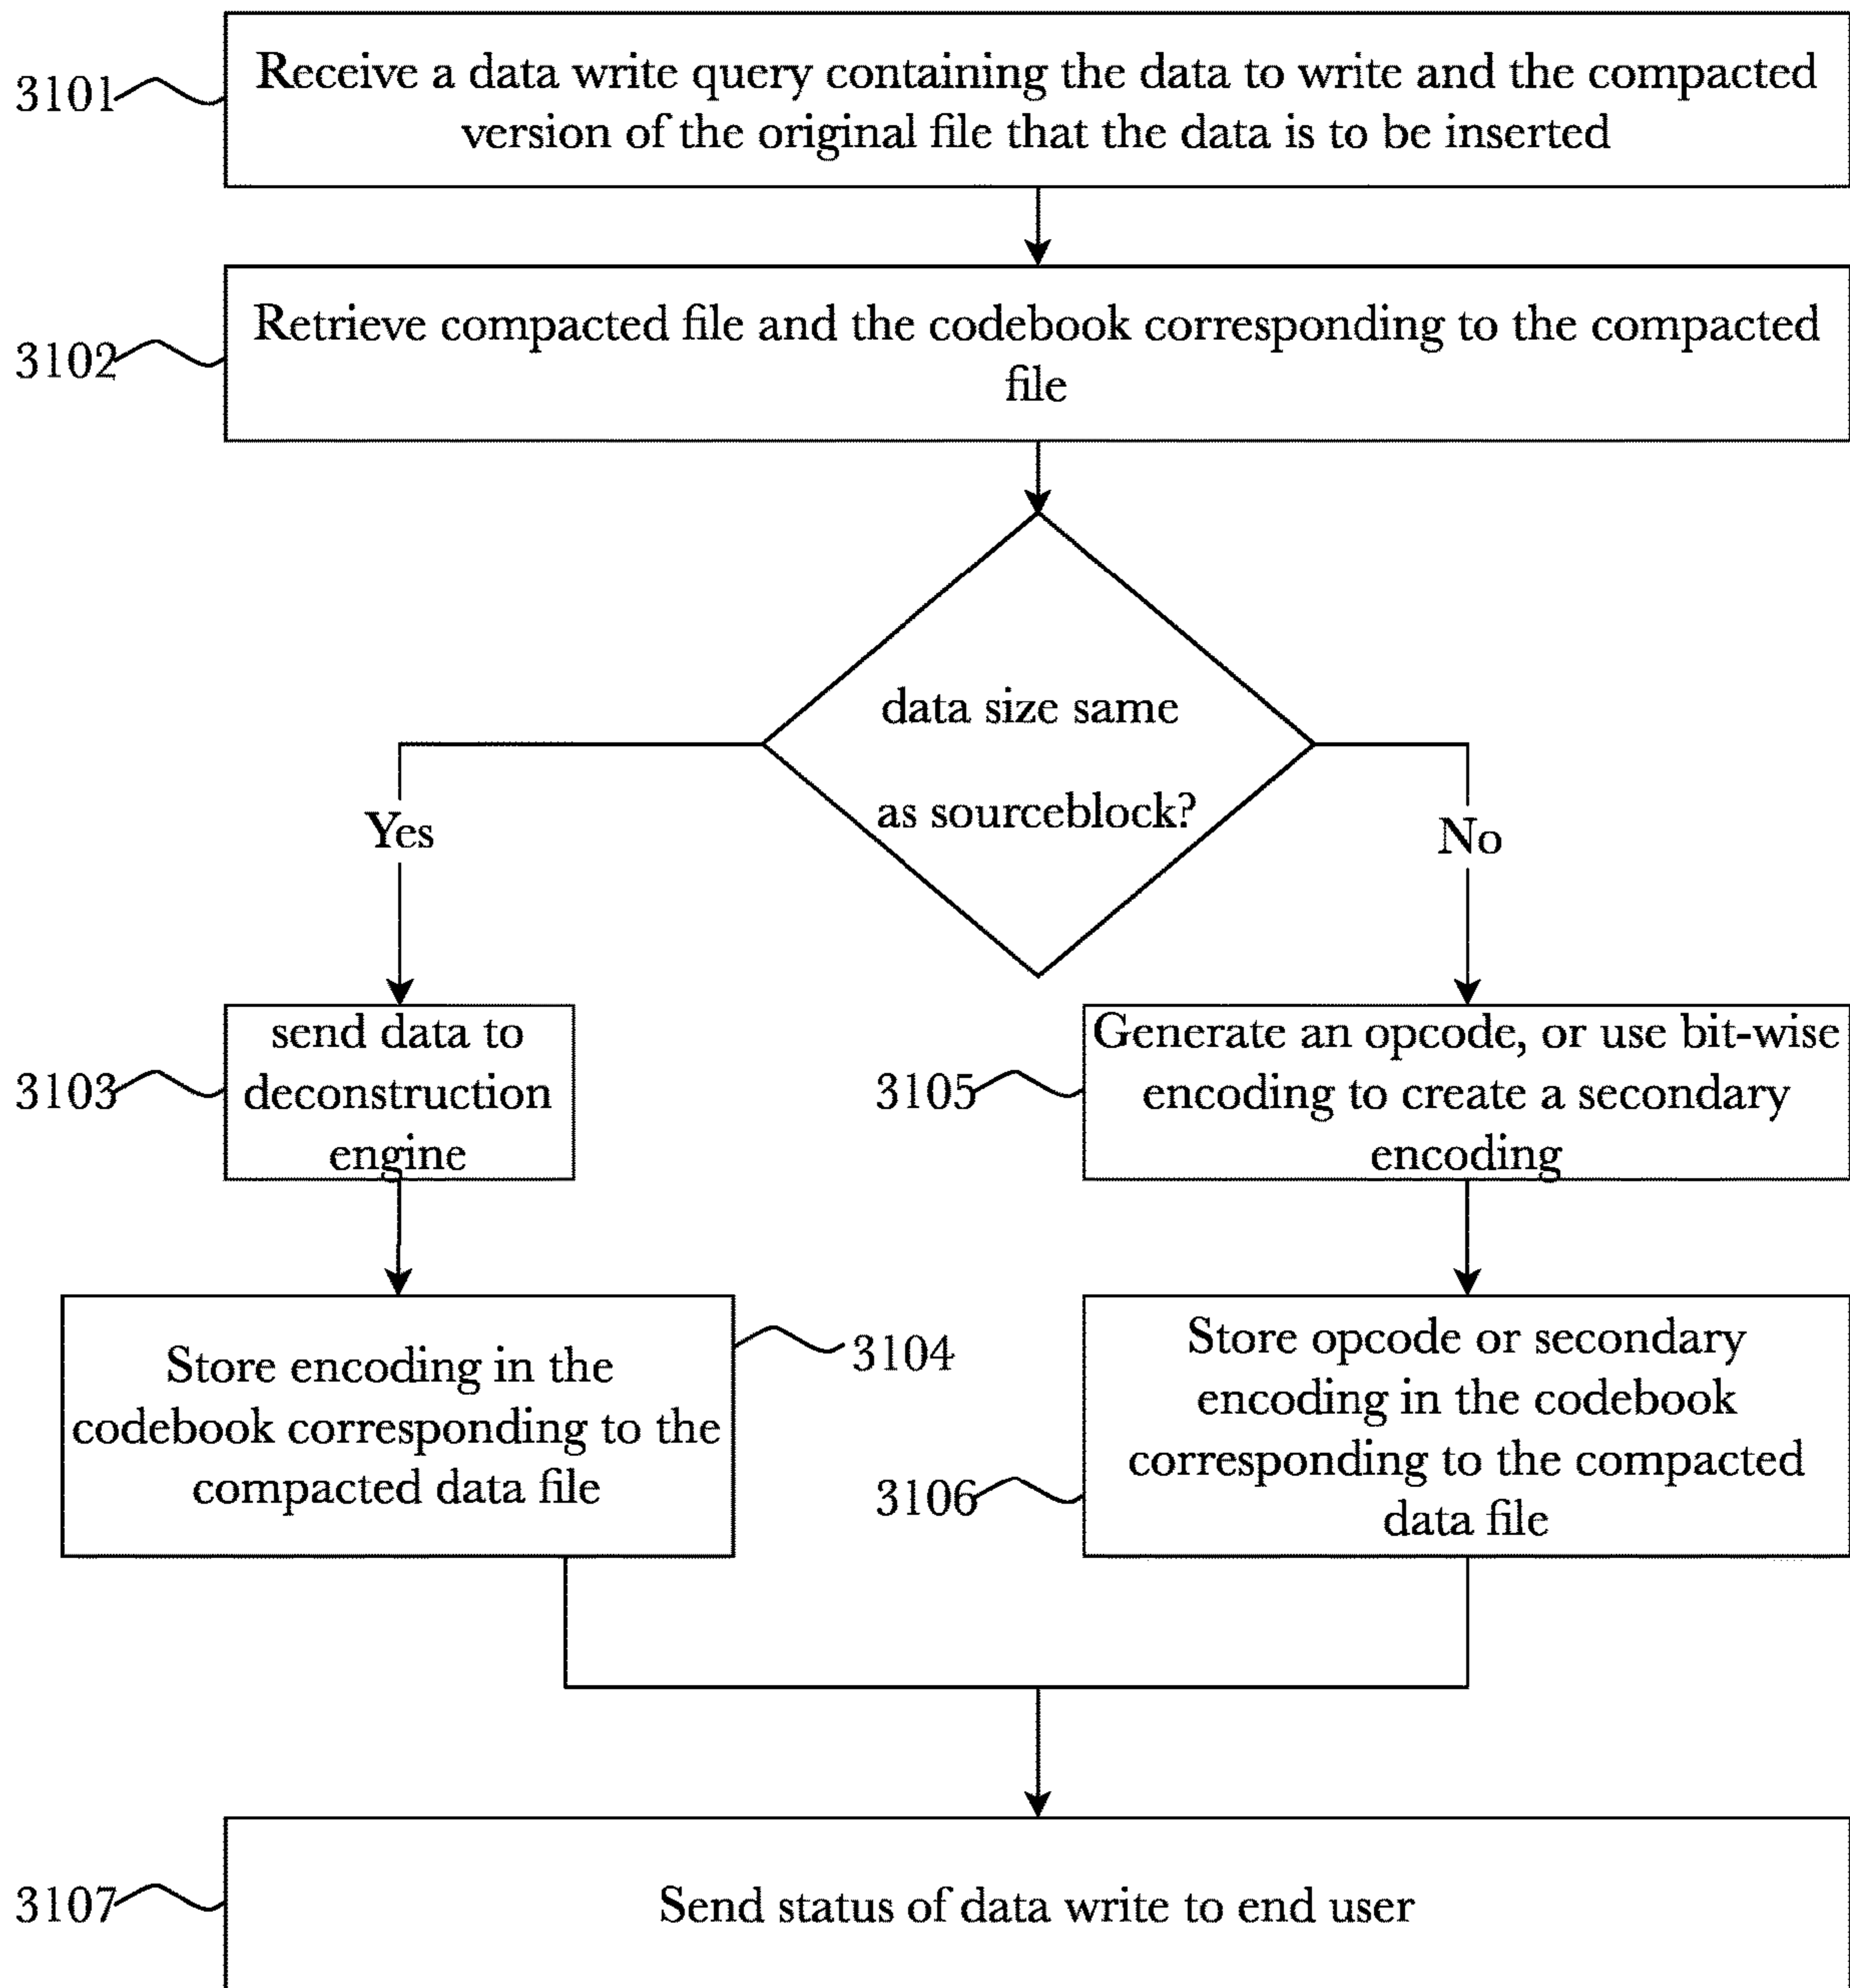 3101
Receive a data write query containing the data to write and the compacted
version of the original file that the data is to be inserted
3102
Retrieve compacted file and the codebook corresponding to the compacted
file
data size same
as sourceblock?
Yes
No
3103
send data to
deconstruction
engine
3105
Generate an opcode, or use bit-wise
encoding to create a secondary
encoding
Store encoding in the
codebook corresponding to the
compacted data file
3104
3106
Store opcode or secondary
encoding in the codebook
corresponding to the compacted
data file
3107
Send status of data write to end user